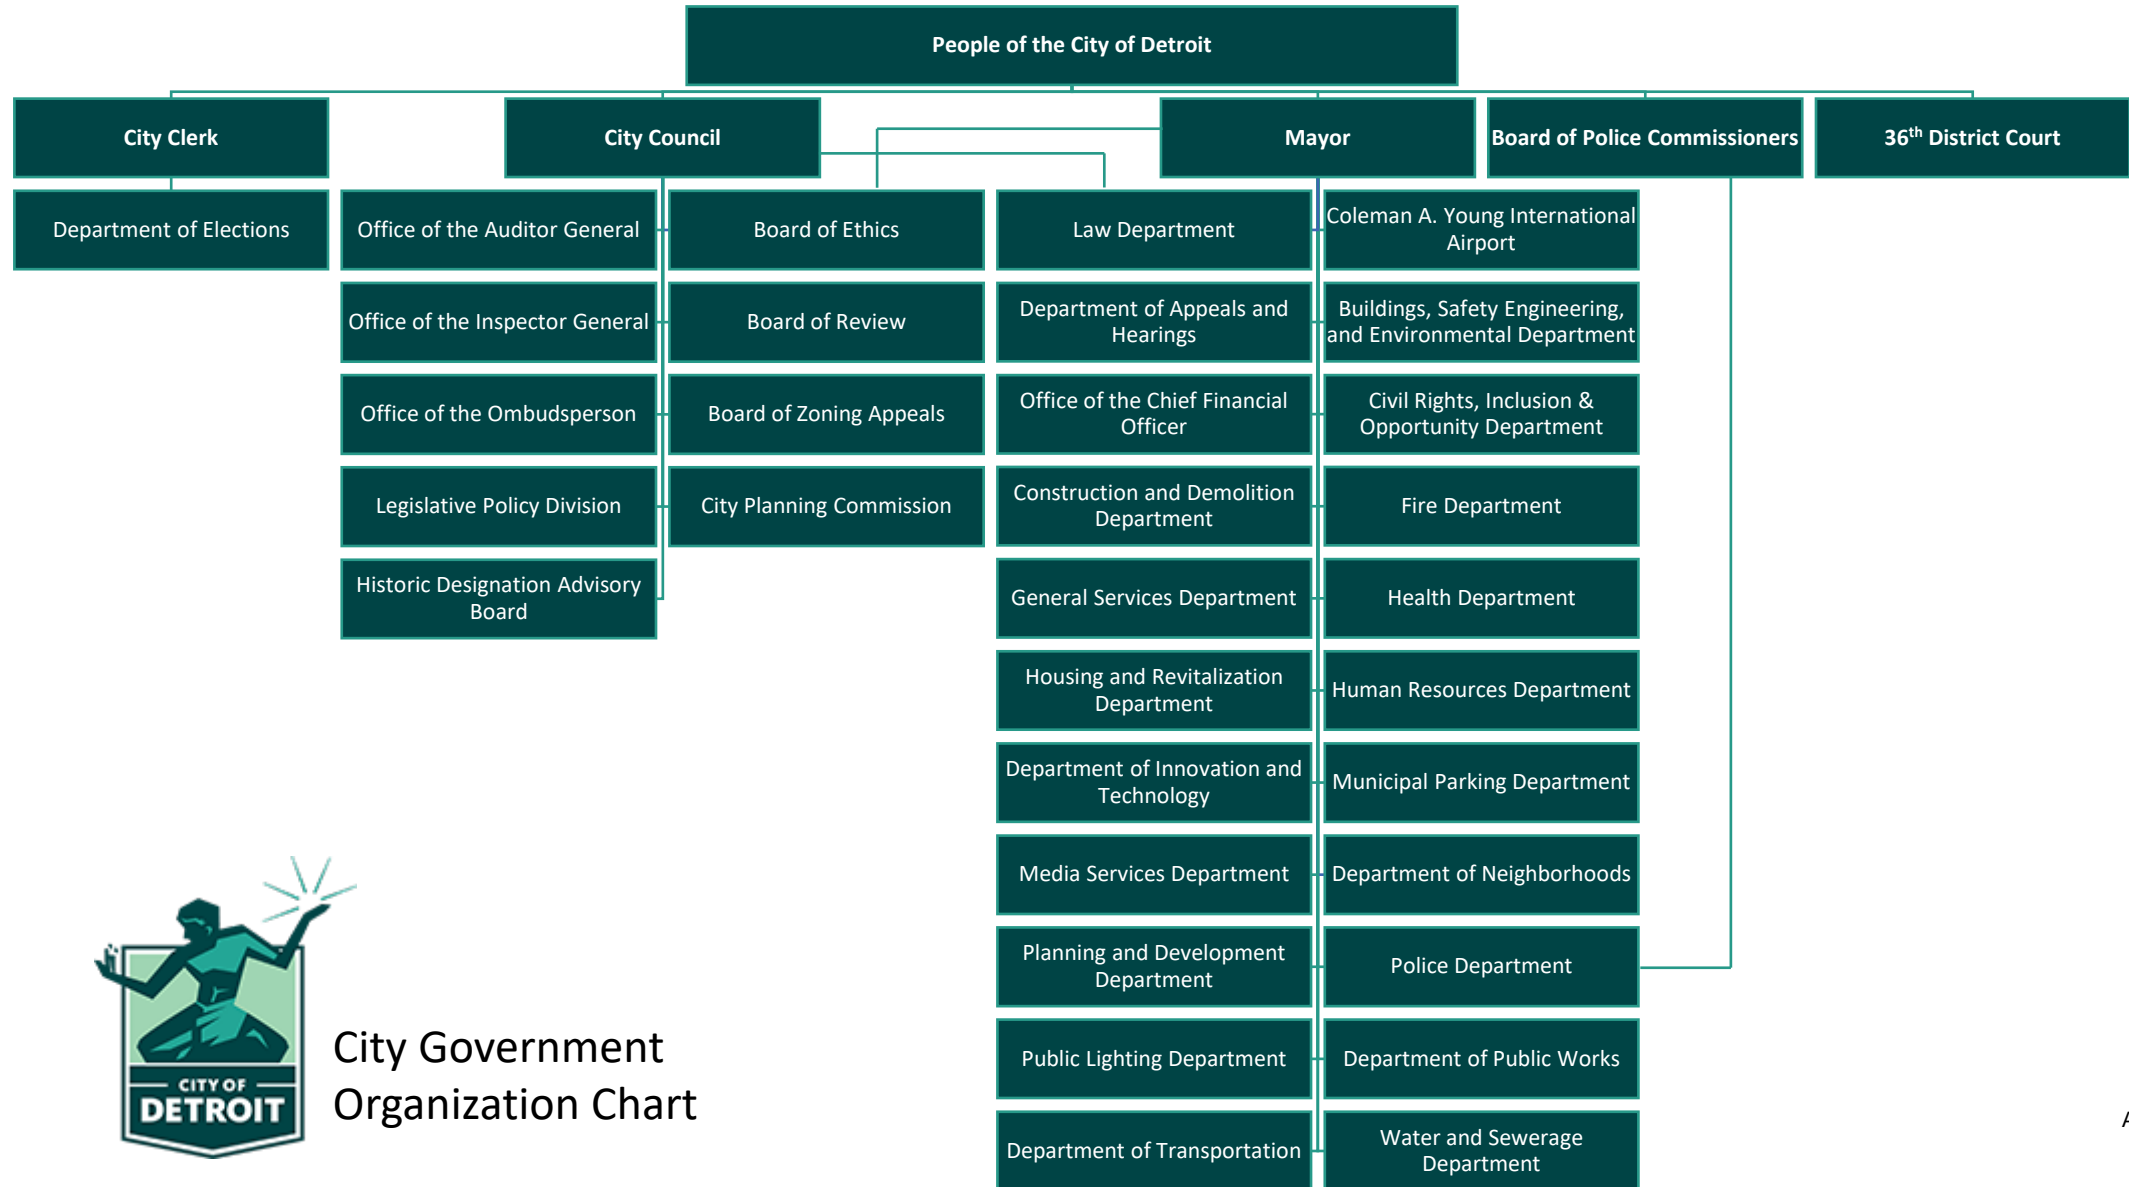 People of the City of Detroit
City Clerk
City Council
Mayor
Board of Police Commissioners
36th District Court
Department of Elections
Office of the Auditor General
Board of Ethics
Law Department
Coleman A. Young International
Airport
Office of the Inspector General
Board of Review
Department of Appeals and
Hearings
Buildings, Safety Engineering,
and Environmental Department
Office of the Ombudsperson
Board of Zoning Appeals
Office of the Chief Financial
Officer
Civil Rights, Inclusion &
Opportunity Department
Legislative Policy Division
City Planning Commission
Construction and Demolition
Department
Fire Department
Historic Designation Advisory
Board
General Services Department
Health Department
Housing and Revitalization
Department
Human Resources Department
Department of Innovation and
Technology
Municipal Parking Department
Media Services Department
Department of Neighborhoods
Planning and Development
Department
Police Department
Public Lighting Department
Department of Public Works
Department of Transportation
Water and Sewerage
Department
CITY OF
DETROIT
City Government
Organization Chart